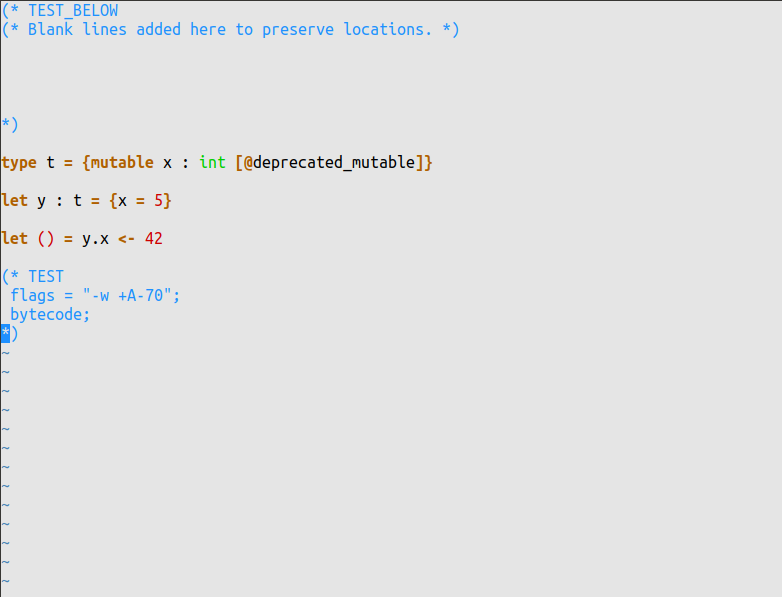 (* TEST_BELOW
(* Blank lines added here to preserve locations. *)
*)
type t = {mutable x : int [@deprecated_mutable]}
let y : t = {x = 5}
let () = y.x <- 42
(* TEST
 flags = "-w +A-70";
 bytecode;
*)
~
~
~
~
~
~
~
~
~
~
~
~
~